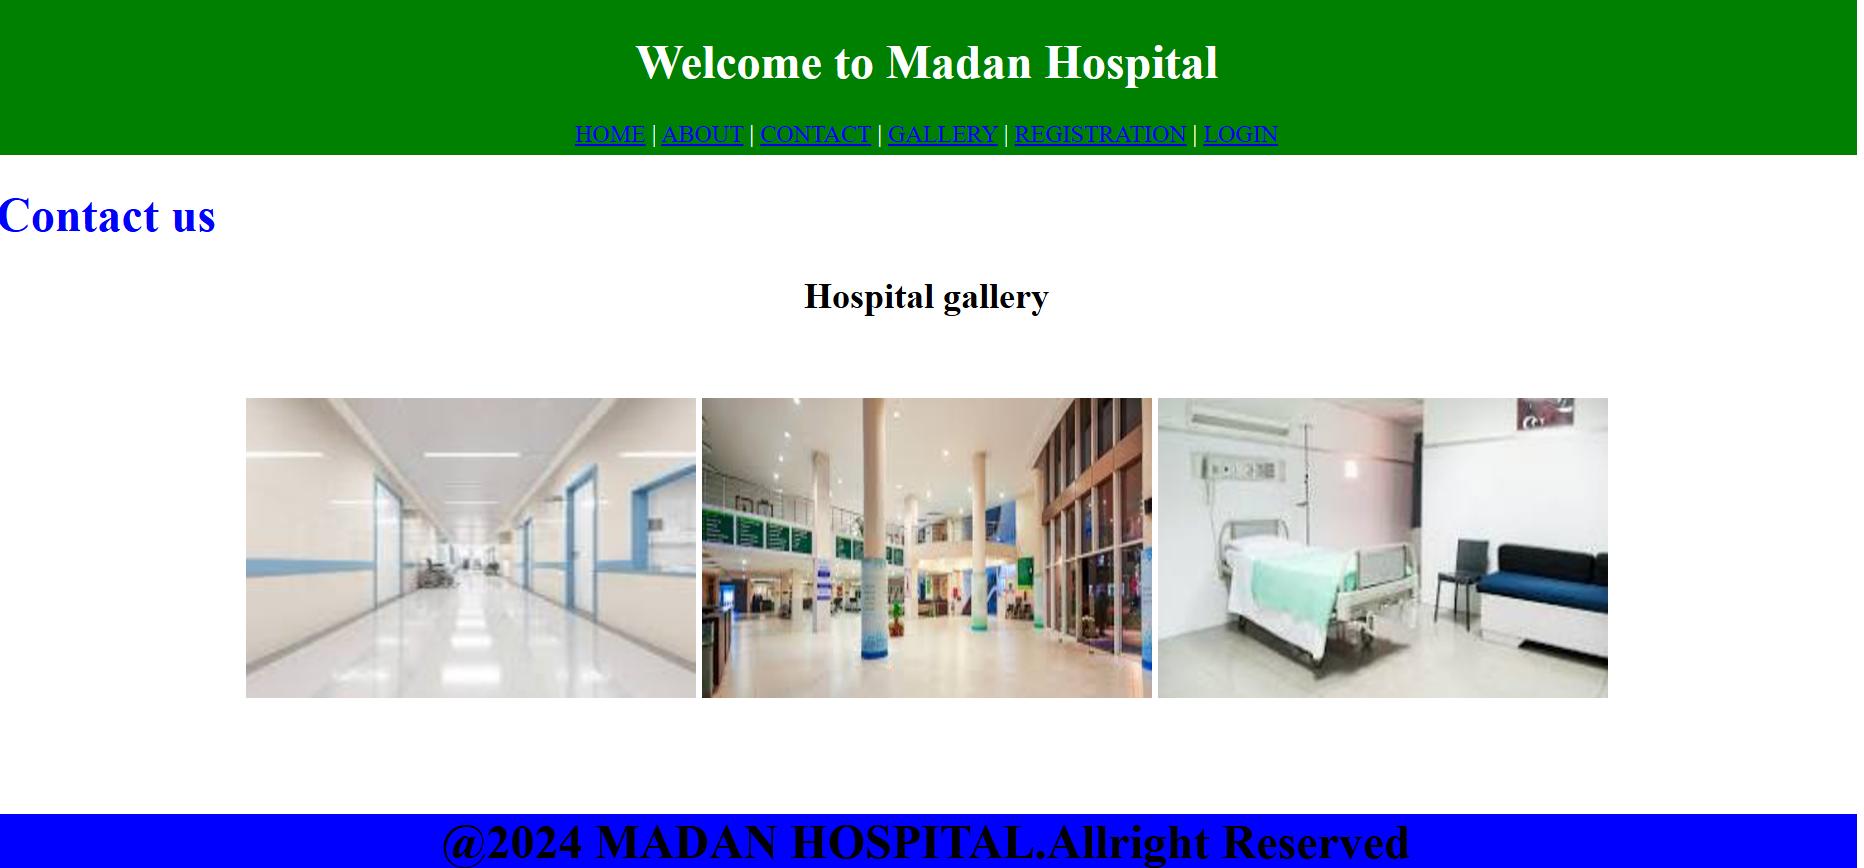 Welcome to Madan Hospital
HOME | ABOUT | CONTACT | GALLERY | REGISTRATION | LOGIN
Contact us
Hospital gallery
@2024 MADAN HOSPITAL.Allright Reserved